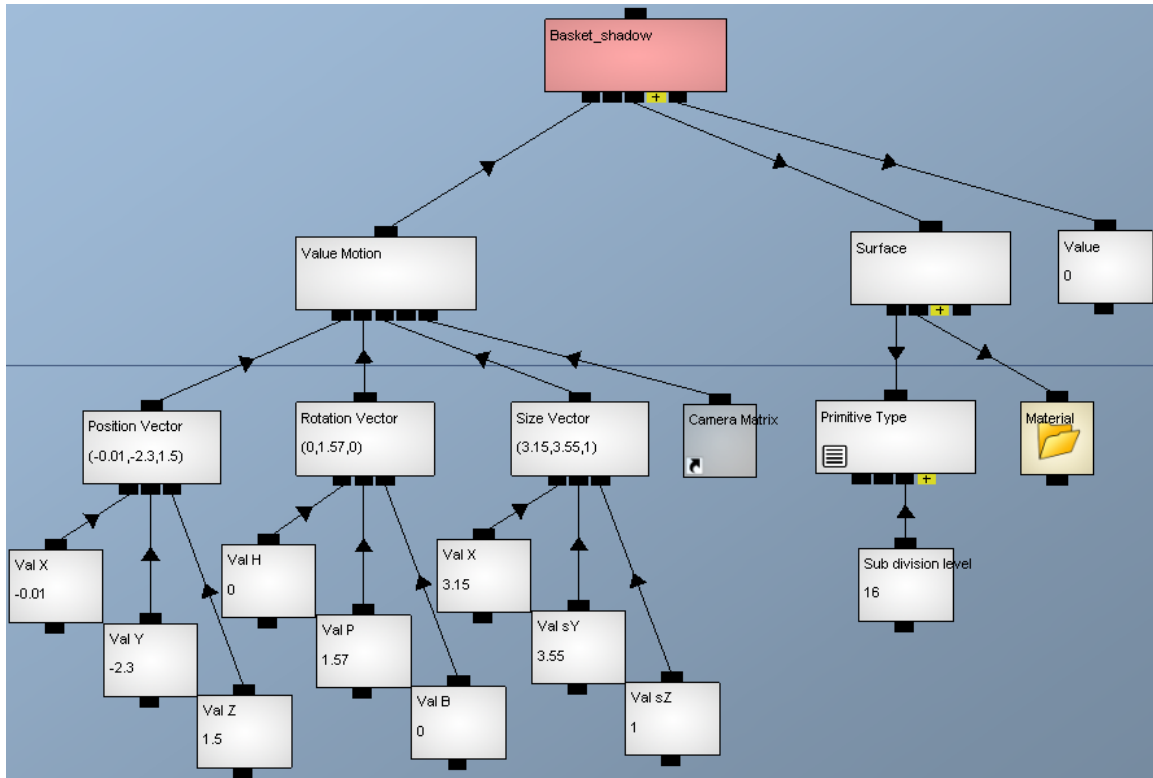 Basket_shadow
+
Value Motion
Surface
+
Value
0
Position Vector
(-0.01,-2.3,1.5)
Rotation Vector
(0,1.57,0)
Size Vector
(3.15,3.55,1)
Camera Matrix
Primitive Type
+
Material
Val X
-0.01
Val Y
-2.3
Val Z
1.5
Val H
0
Val P
1.57
Val B
0
Val X
3.15
Val sY
3.55
Val sZ
1
Sub division level
16